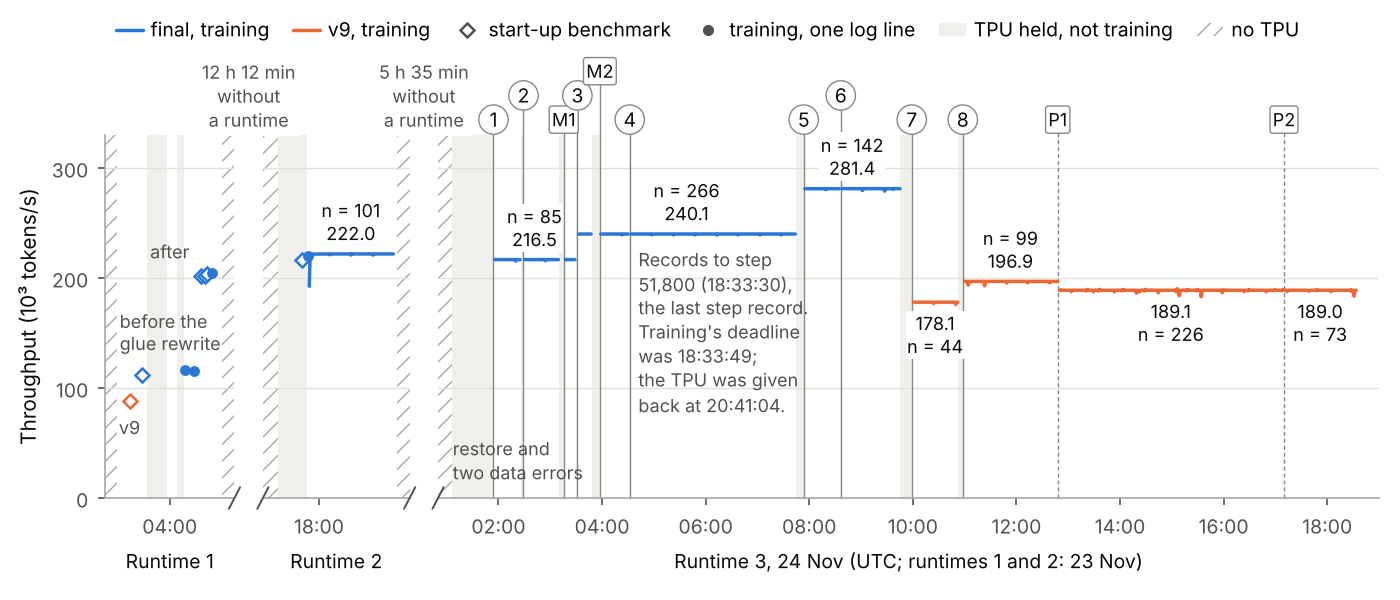 final, training
v9, training
start-up benchmark
training, one log line
TPU held, not training
no TPU
12 h 12 min
without
a runtime
5 h 35 min
without
a runtime
1
2
M1
3
M2
4
5
6
7
8
P1
P2
Throughput (10³ tokens/s)
300
200
100
0
after
before the
glue rewrite
v9
n = 101
222.0
n = 85
216.5
n = 266
240.1
n = 142
281.4
Records to step
51,800 (18:33:30),
the last step record.
Training's deadline
was 18:33:49;
the TPU was given
back at 20:41:04.
restore and
two data errors
178.1
n = 44
n = 99
196.9
189.1
n = 226
189.0
n = 73
04:00
18:00
02:00
04:00
06:00
08:00
10:00
12:00
14:00
16:00
18:00
Runtime 1
Runtime 2
Runtime 3, 24 Nov (UTC; runtimes 1 and 2: 23 Nov)